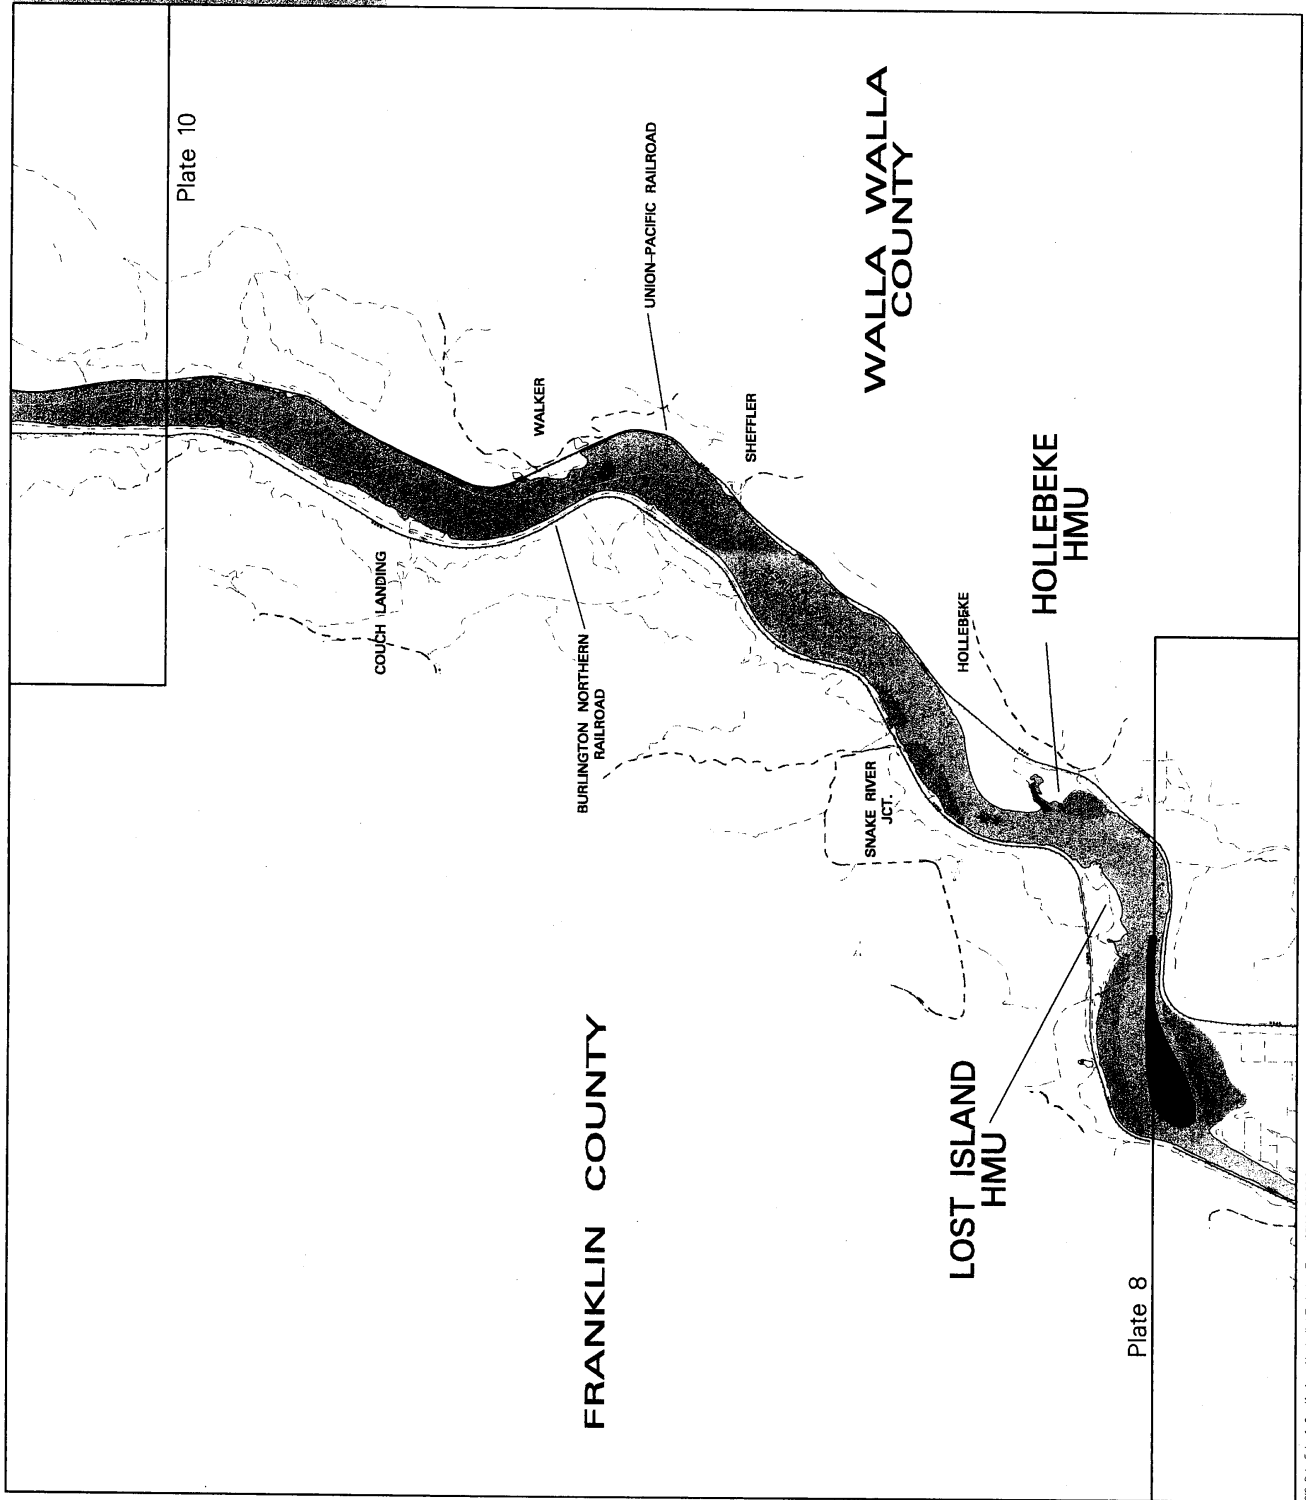 Plate 10
WALLA WALLA
COUNTY
UNION-PACIFIC RAILROAD
WALKER
SHEFFLER
COUCH LANDING
BURLINGTON NORTHERN
RAILROAD
HOLLEBEKE
HOLLEBEKE
HMU
SNAKE RIVER
JCT.
FRANKLIN COUNTY
LOST ISLAND
HMU
Plate 8